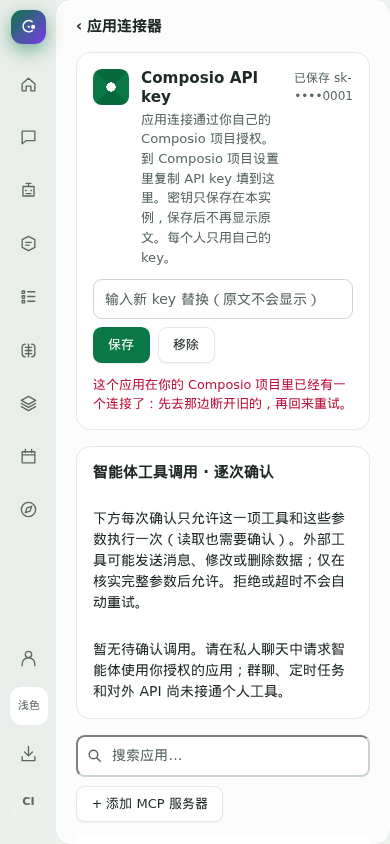 ‹ 应用连接器
Composio API
key
已保存 sk-
••••0001
应用连接通过你自己的
Composio 项目授权。
到 Composio 项目设置
里复制 API key 填到这
里。密钥只保存在本实
例，保存后不再显示原
文。每个人只用自己的
key。
输入新 key 替换（原文不会显示）
保存
移除
这个应用在你的 Composio 项目里已经有一
个连接了：先去那边断开旧的，再回来重试。
智能体工具调用 · 逐次确认
下方每次确认只允许这一项工具和这些参
数执行一次（读取也需要确认）。外部工
具可能发送消息、修改或删除数据；仅在
核实完整参数后允许。拒绝或超时不会自
动重试。
暂无待确认调用。请在私人聊天中请求智
能体使用你授权的应用；群聊、定时任务
和对外 API 尚未接通个人工具。
浅色
搜索应用…
CI
+ 添加 MCP 服务器